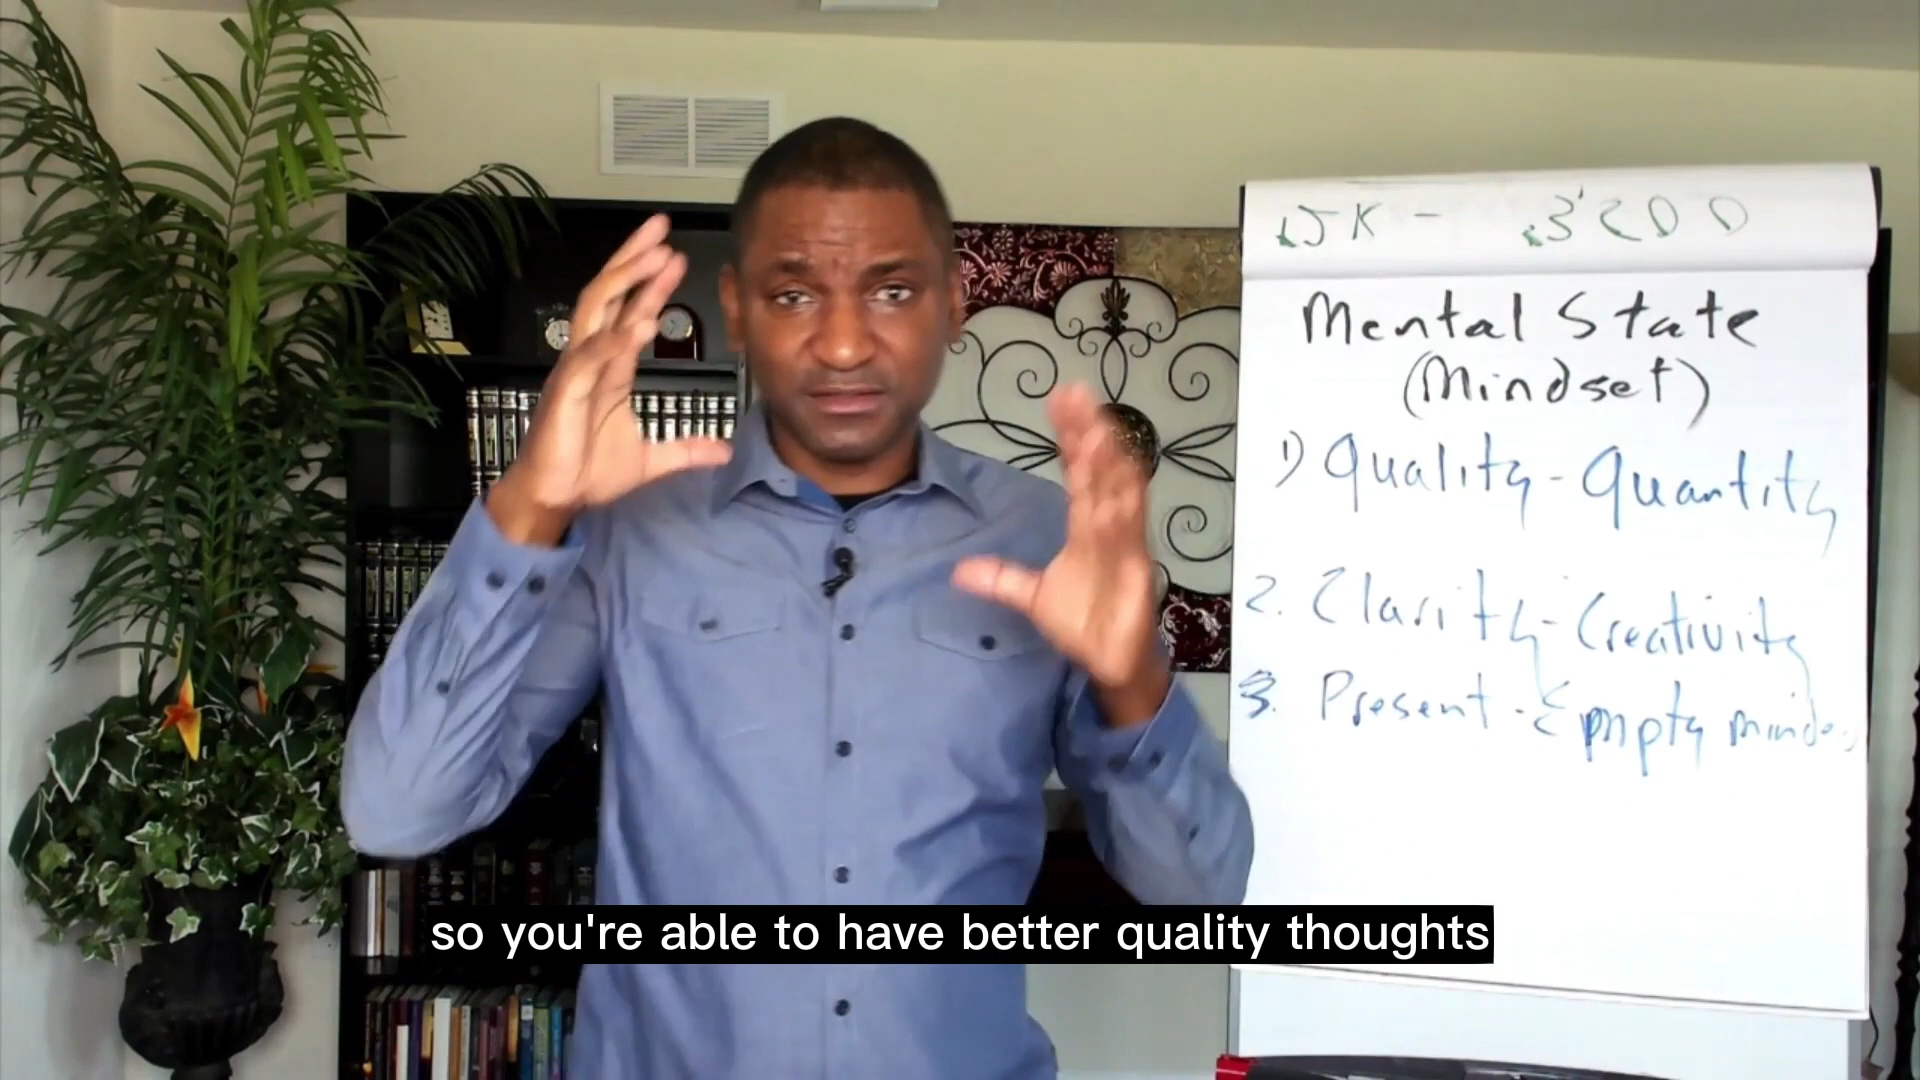 Mental State
(Mindset)
1) Quality - Quantity
2. Clarity - Creativity
3. Present - Empty mind
so you're able to have better quality thoughts